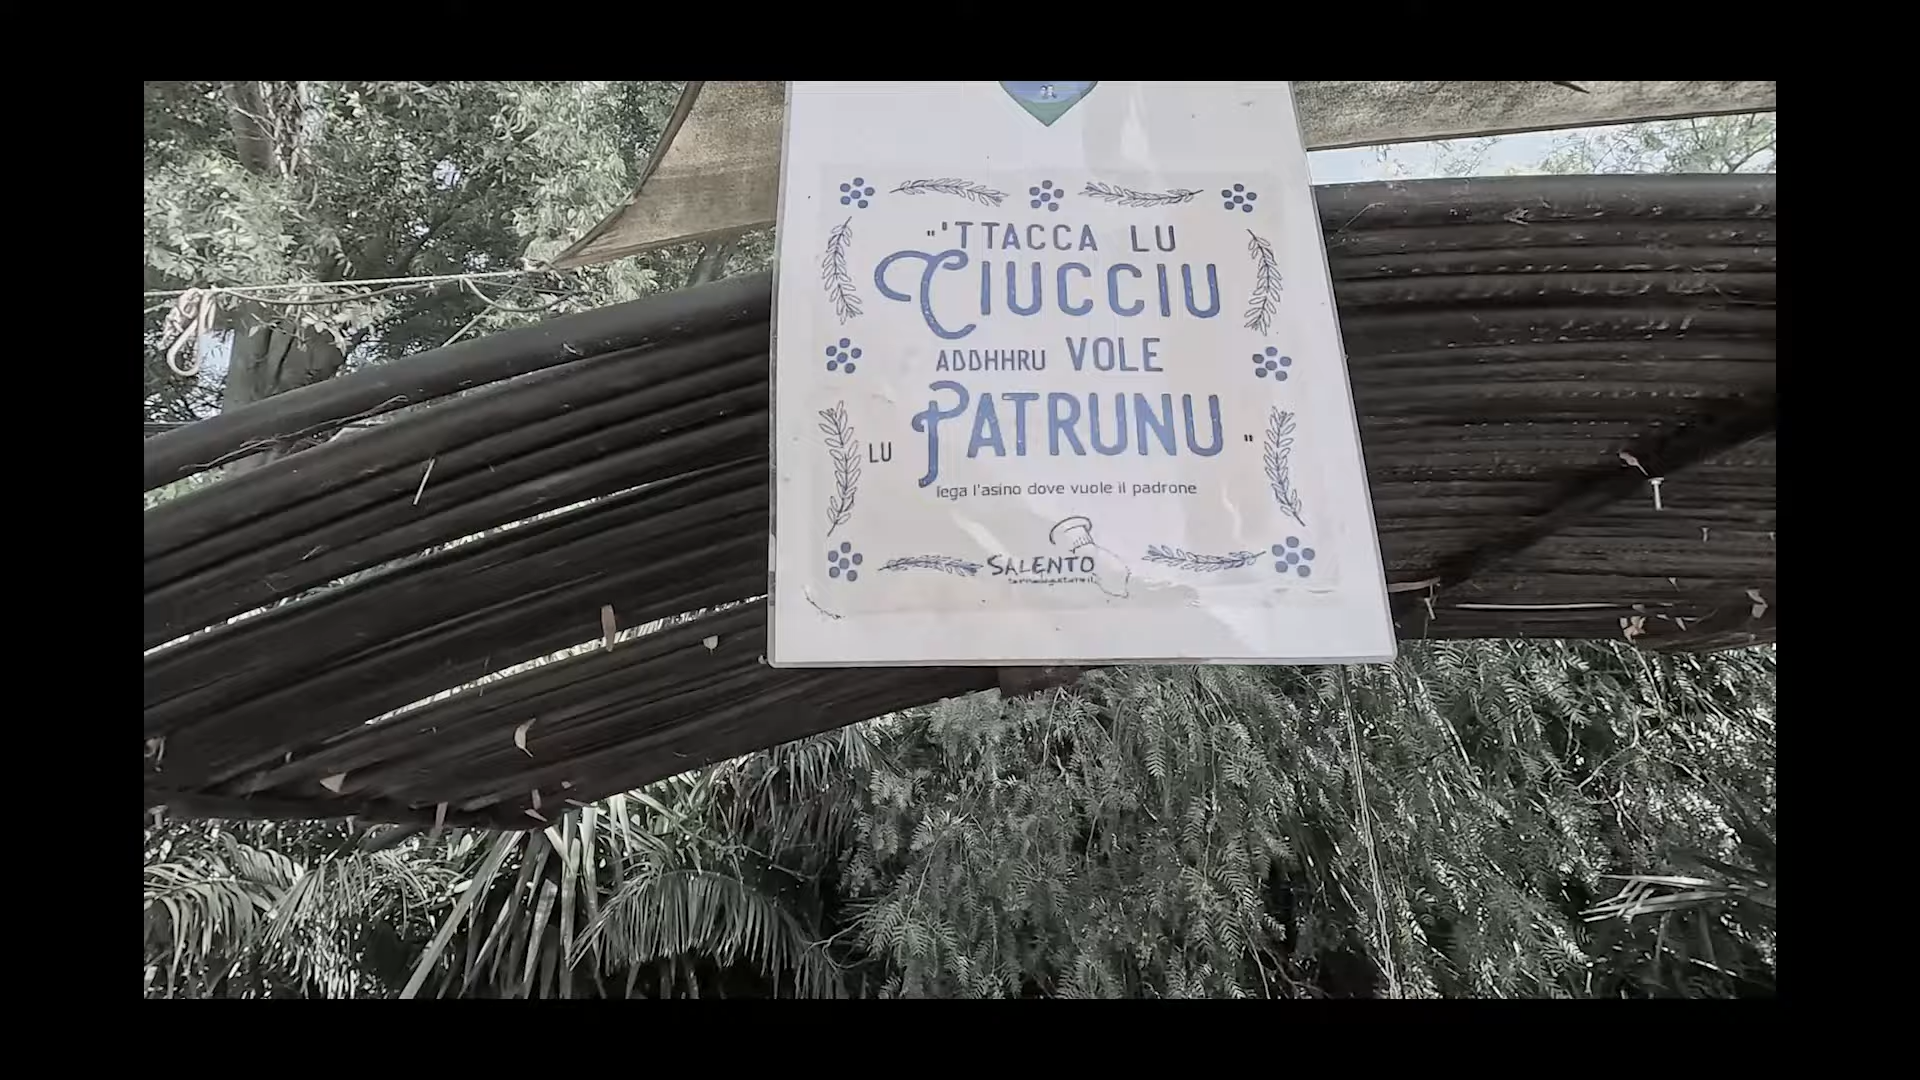 "'TTACCA LU
CIUCCIU
ADDHHRU VOLE
LU PATRUNU"
lega l'asino dove vuole il padrone
SALENTO